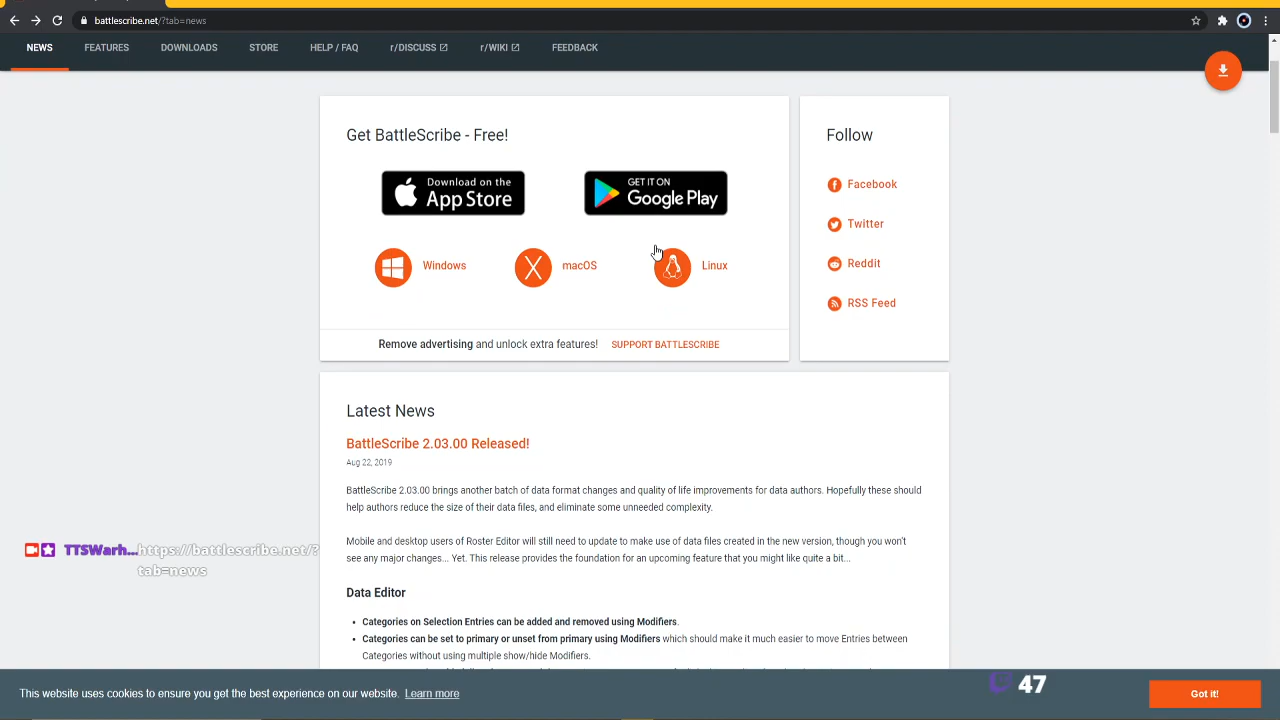 battlescribe.net/?tab=news
NEWS FEATURES DOWNLOADS STORE HELP / FAQ r/DISCUSS r/WIKI FEEDBACK
Get BattleScribe - Free!
Download on the App Store
GET IT ON Google Play
Windows macOS Linux
Remove advertising and unlock extra features! SUPPORT BATTLESCRIBE
Follow
Facebook
Twitter
Reddit
RSS Feed
Latest News
BattleScribe 2.03.00 Released!
Aug 22, 2019
BattleScribe 2.03.00 brings another batch of data format changes and quality of life improvements for data authors. Hopefully these should
help authors reduce the size of their data files, and eliminate some unneeded complexity.
Mobile and desktop users of Roster Editor will still need to update to make use of data files created in the new version, though you won't
see any major changes... Yet. This release provides the foundation for an upcoming feature that you might like quite a bit...
Data Editor
• Categories on Selection Entries can be added and removed using Modifiers.
• Categories can be set to primary or unset from primary using Modifiers which should make it much easier to move Entries between
Categories without using multiple show/hide Modifiers.
TTSWarh... https://battlescribe.net/?
tab=news
This website uses cookies to ensure you get the best experience on our website. Learn more
47
Got it!